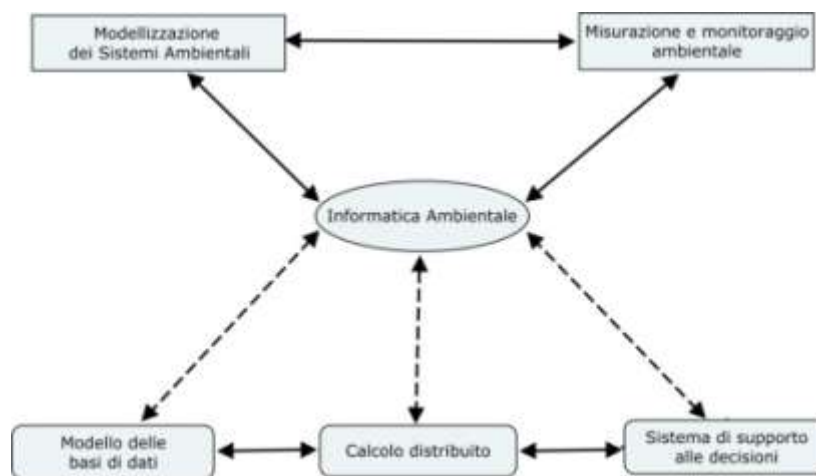 Modellizzazione
dei Sistemi Ambientali
Misurazione e monitoraggio
ambientale
Informatica Ambientale
Modello delle
basi di dati
Calcolo distribuito
Sistema di supporto
alle decisioni